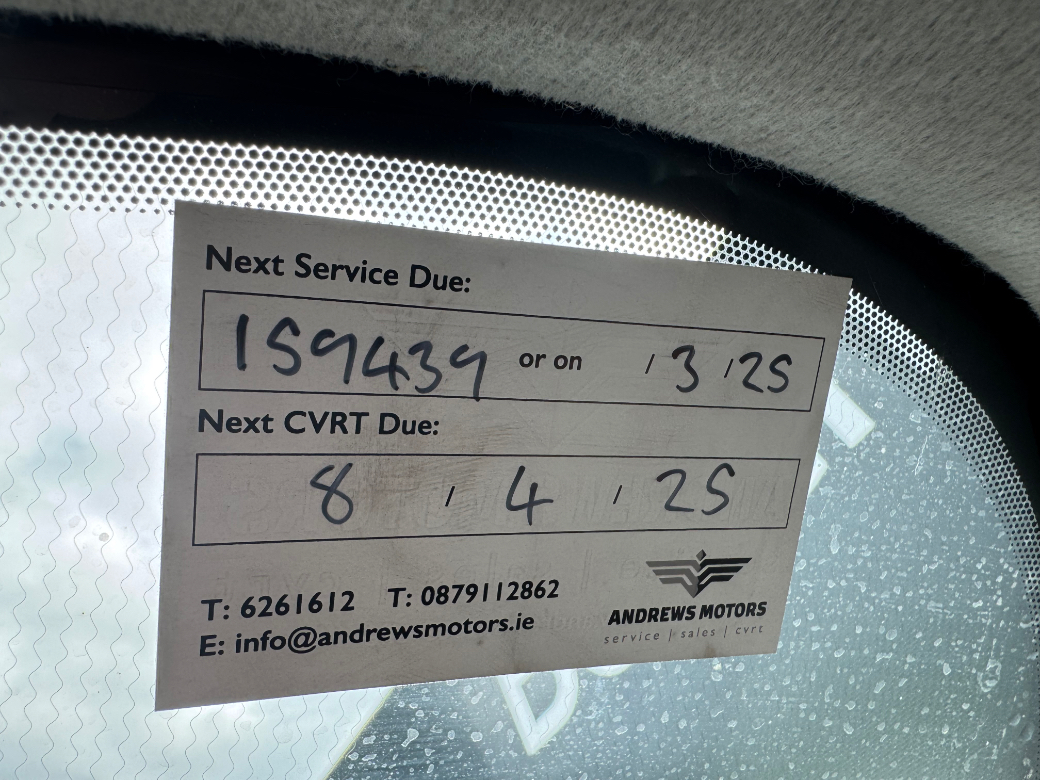 Next Service Due:
159439 or on / 3 / 25
Next CVRT Due:
8 / 4 / 25
T: 6261612 T: 0879112862
E: info@andrewsmotors.ie
ANDREWS MOTORS
service | sales | cvrt